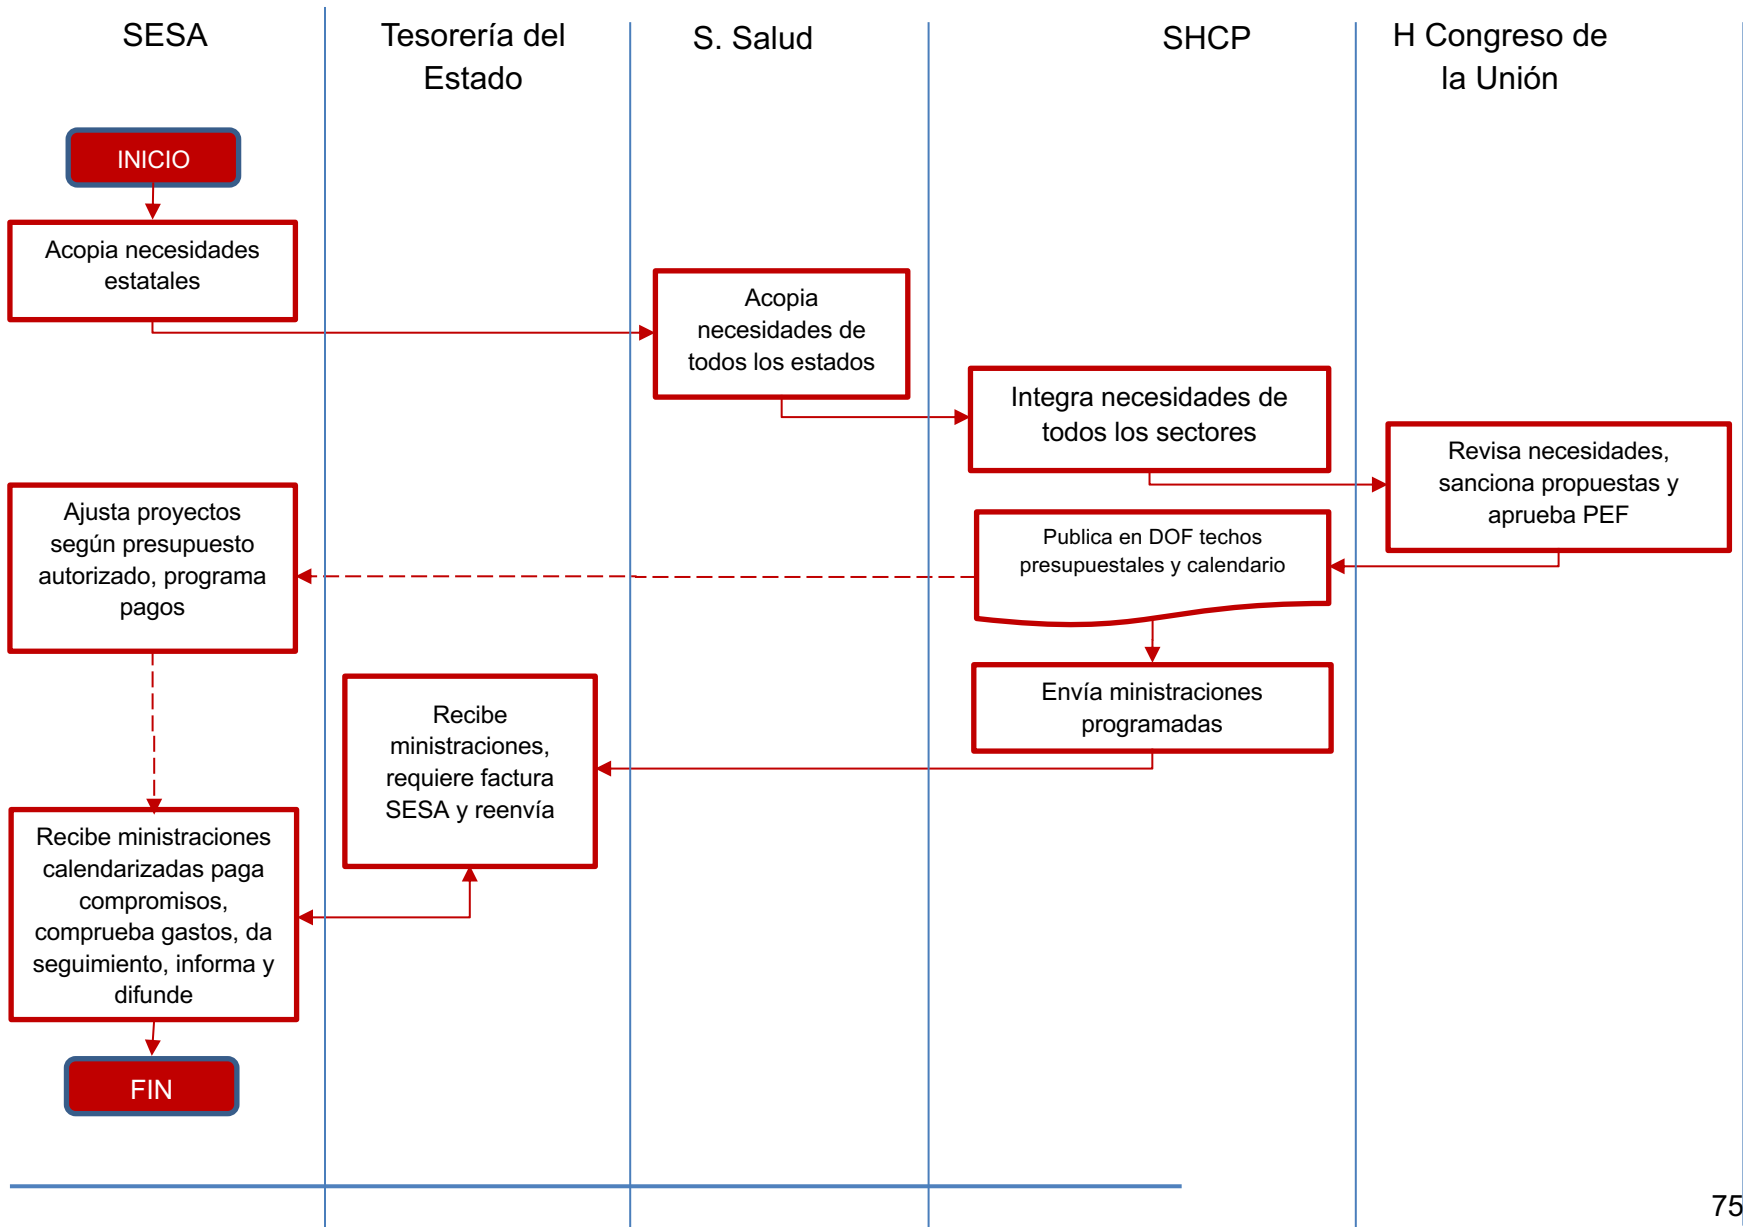 SESA
Tesorería del
Estado
S. Salud
SHCP
H Congreso de
la Unión
INICIO
Acopia necesidades
estatales
Acopia
necesidades de
todos los estados
Integra necesidades de
todos los sectores
Revisa necesidades,
sanciona propuestas y
aprueba PEF
Ajusta proyectos
según presupuesto
autorizado, programa
pagos
Publica en DOF techos
presupuestales y calendario
Envía ministraciones
programadas
Recibe
ministraciones,
requiere factura
SESA y reenvía
Recibe ministraciones
calendarizadas paga
compromisos,
comprueba gastos, da
seguimiento, informa y
difunde
FIN
75